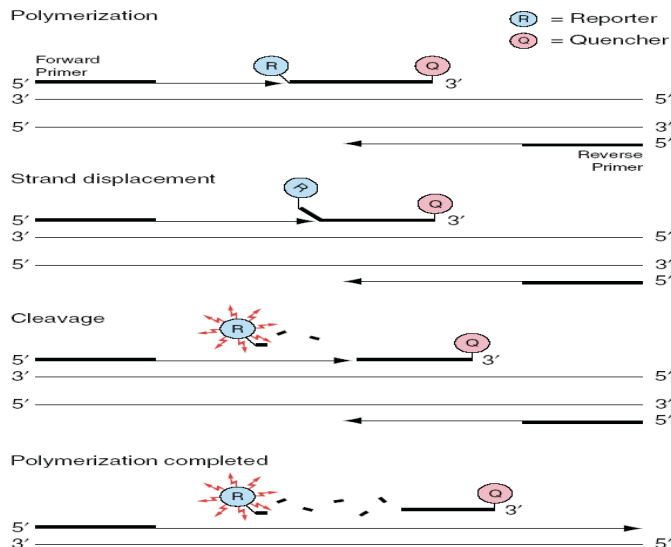 Polymerization
R = Reporter
Q = Quencher
Forward
Primer
R Q
5′ 3′
3′ 5′
5′ 3′
5′
Reverse
Primer
Strand displacement
R Q
5′ 3′
3′ 5′
5′ 3′
5′
Cleavage
R Q
5′ 3′
3′ 5′
5′ 3′
5′
Polymerization completed
R Q
5′ 3′
3′ 5′